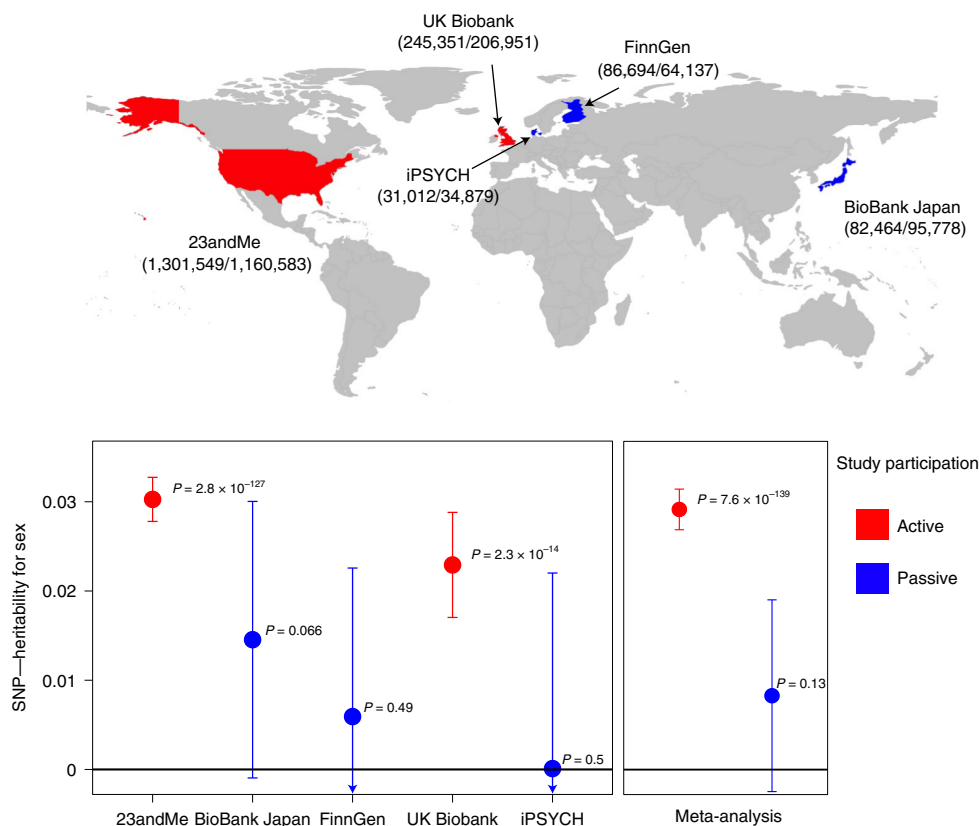 UK Biobank
(245,351/206,951)
FinnGen
(86,694/64,137)
iPSYCH
(31,012/34,879)
BioBank Japan
(82,464/95,778)
23andMe
(1,301,549/1,160,583)
Study participation
Active
Passive
SNP—heritability for sex
0.03
0.02
0.01
0
P = 2.8 × 10⁻¹²⁷
P = 0.066
P = 0.49
P = 2.3 × 10⁻¹⁴
P = 0.5
P = 7.6 × 10⁻¹³⁹
P = 0.13
23andMe BioBank Japan FinnGen UK Biobank iPSYCH
Meta-analysis